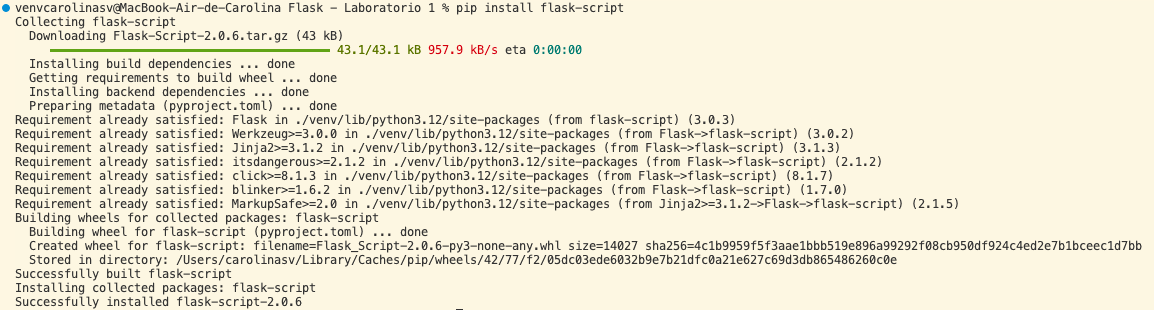 venvcarolinasv@MacBook-Air-de-Carolina Flask - Laboratorio 1 % pip install flask-script
Collecting flask-script
Downloading Flask-Script-2.0.6.tar.gz (43 kB)
43.1/43.1 kB 957.9 kB/s eta 0:00:00
Installing build dependencies ... done
Getting requirements to build wheel ... done
Installing backend dependencies ... done
Preparing metadata (pyproject.toml) ... done
Requirement already satisfied: Flask in ./venv/lib/python3.12/site-packages (from flask-script) (3.0.3)
Requirement already satisfied: Werkzeug>=3.0.0 in ./venv/lib/python3.12/site-packages (from Flask->flask-script) (3.0.2)
Requirement already satisfied: Jinja2>=3.1.2 in ./venv/lib/python3.12/site-packages (from Flask->flask-script) (3.1.3)
Requirement already satisfied: itsdangerous>=2.1.2 in ./venv/lib/python3.12/site-packages (from Flask->flask-script) (2.1.2)
Requirement already satisfied: click>=8.1.3 in ./venv/lib/python3.12/site-packages (from Flask->flask-script) (8.1.7)
Requirement already satisfied: blinker>=1.6.2 in ./venv/lib/python3.12/site-packages (from Flask->flask-script) (1.7.0)
Requirement already satisfied: MarkupSafe>=2.0 in ./venv/lib/python3.12/site-packages (from Jinja2>=3.1.2->Flask->flask-script) (2.1.5)
Building wheels for collected packages: flask-script
Building wheel for flask-script (pyproject.toml) ... done
Created wheel for flask-script: filename=Flask_Script-2.0.6-py3-none-any.whl size=14027 sha256=4c1b9959f5f3aae1bbb519e896a99292f08cb950df924c4ed2e7b1bceec1d7bb
Stored in directory: /Users/carolinasv/Library/Caches/pip/wheels/42/77/f2/05dc03ede6032b9e7b21dfc0a21e627c69d3db865486260c0e
Successfully built flask-script
Installing collected packages: flask-script
Successfully installed flask-script-2.0.6